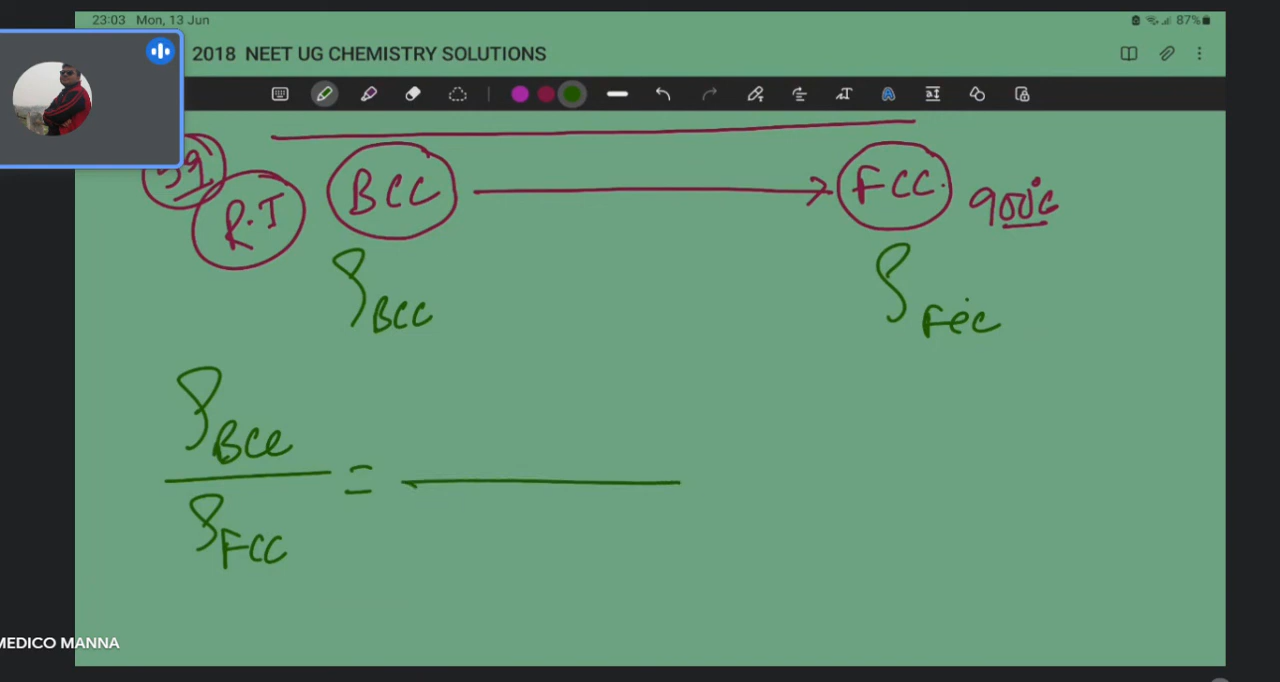 23:03 Mon, 13 Jun 87%
2018 NEET UG CHEMISTRY SOLUTIONS
59
R.T BCC → FCC 900°C
ρBCC ρFCC
ρBCC
=
ρFCC
MEDICO MANNA